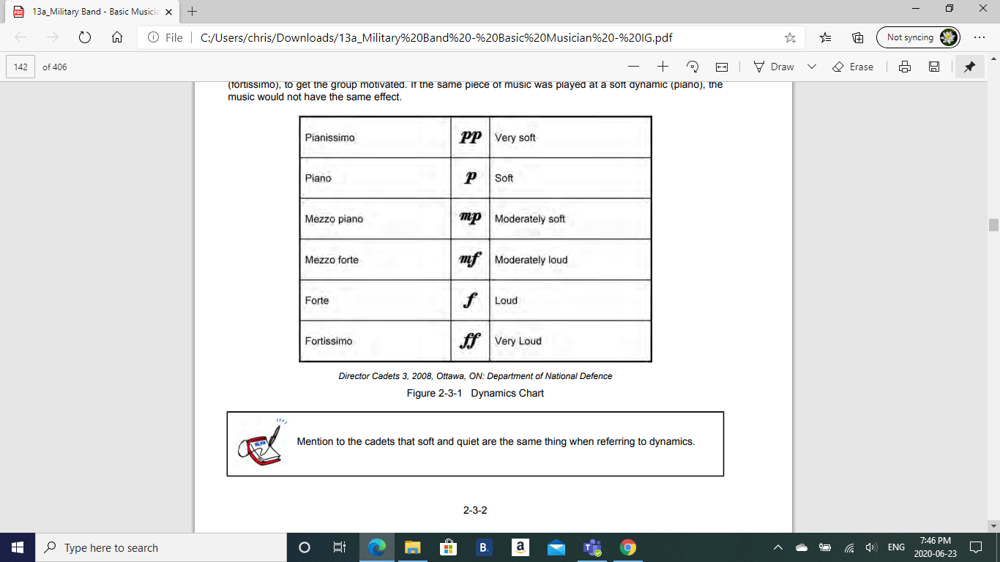 13a_Military Band - Basic Musicia
File
C:/Users/chris/Downloads/13a_Military%20Band%20-%20Basic%20Musician%20-%20IG.pdf
Not syncing
142 of 406
Draw
Erase
(fortissimo), to get the group motivated. If the same piece of music was played at a soft dynamic (piano), the
music would not have the same effect.
Pianissimo pp Very soft
Piano p Soft
Mezzo piano mp Moderately soft
Mezzo forte mf Moderately loud
Forte f Loud
Fortissimo ff Very Loud
Director Cadets 3, 2008, Ottawa, ON: Department of National Defence
Figure 2-3-1 Dynamics Chart
MEMO
Mention to the cadets that soft and quiet are the same thing when referring to dynamics.
2-3-2
Type here to search
B.
a
ENG
7:46 PM
2020-06-23